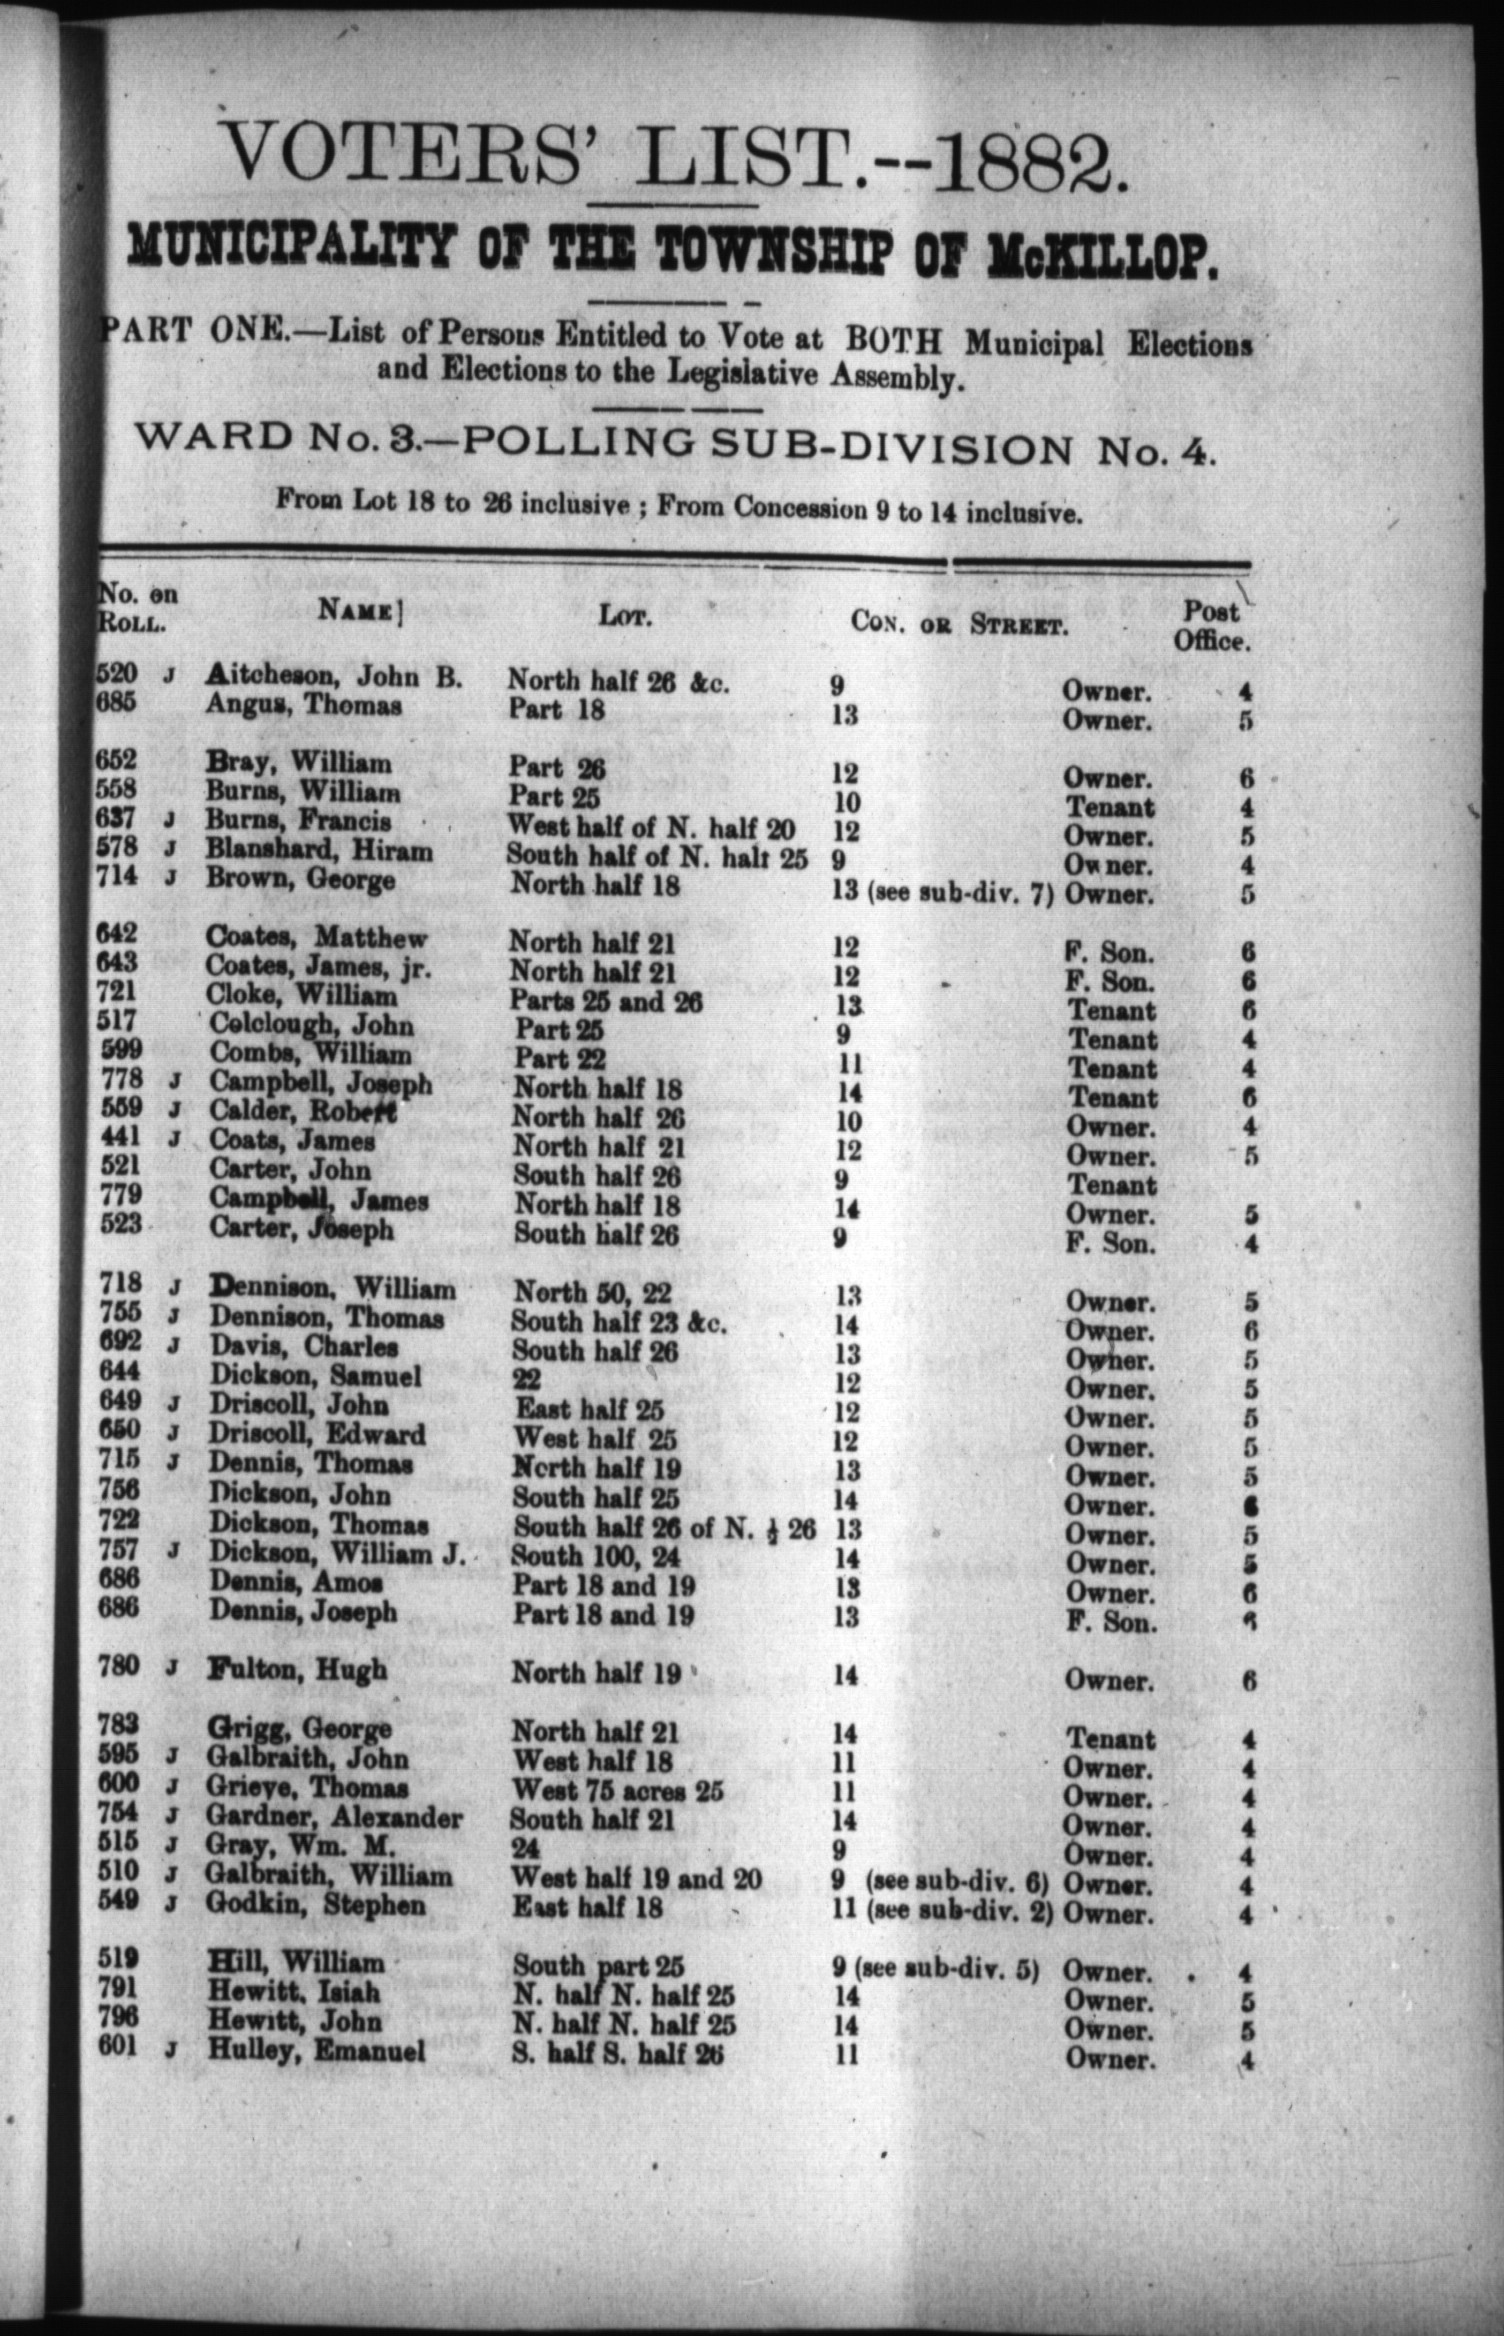 VOTERS' LIST.--1882.
MUNICIPALITY OF THE TOWNSHIP OF McKILLOP.
PART ONE.—List of Persons Entitled to Vote at BOTH Municipal Elections
and Elections to the Legislative Assembly.
WARD No. 3.—POLLING SUB-DIVISION No. 4.
From Lot 18 to 26 inclusive ; From Concession 9 to 14 inclusive.
No. on ROLL. NAME] LOT. CON. OR STREET. Post Office.
520 J Aitcheson, John B. North half 26 &c. 9 Owner. 4
685 Angus, Thomas Part 18 13 Owner. 5
652 Bray, William Part 26 12 Owner. 6
558 Burns, William Part 25 10 Tenant 4
637 J Burns, Francis West half of N. half 20 12 Owner. 5
578 J Blanshard, Hiram South half of N. half 25 9 Owner. 4
714 J Brown, George North half 18 13 (see sub-div. 7) Owner. 5
642 Coates, Matthew North half 21 12 F. Son. 6
643 Coates, James, jr. North half 21 12 F. Son. 6
721 Cloke, William Parts 25 and 26 13 Tenant 6
517 Colclough, John Part 25 9 Tenant 4
599 Combs, William Part 22 11 Tenant 4
778 J Campbell, Joseph North half 18 14 Tenant 6
559 J Calder, Robert North half 26 10 Owner. 4
441 J Coats, James North half 21 12 Owner. 5
521 Carter, John South half 26 9 Tenant
779 Campbell, James North half 18 14 Owner. 5
523 Carter, Joseph South half 26 9 F. Son. 4
718 J Dennison, William North 50, 22 13 Owner. 5
755 J Dennison, Thomas South half 23 &c. 14 Owner. 6
692 J Davis, Charles South half 26 13 Owner. 5
644 Dickson, Samuel 22 12 Owner. 5
649 J Driscoll, John East half 25 12 Owner. 5
650 J Driscoll, Edward West half 25 12 Owner. 5
715 J Dennis, Thomas North half 19 13 Owner. 5
756 Dickson, John South half 25 14 Owner.
722 Dickson, Thomas South half 26 of N. ½ 26 13 Owner. 5
757 J Dickson, William J. South 100, 24 14 Owner. 5
686 Dennis, Amos Part 18 and 19 13 Owner. 6
686 Dennis, Joseph Part 18 and 19 13 F. Son.
780 J Fulton, Hugh North half 19 14 Owner. 6
783 Grigg, George North half 21 14 Tenant 4
595 J Galbraith, John West half 18 11 Owner. 4
600 J Grieve, Thomas West 75 acres 25 11 Owner. 4
754 J Gardner, Alexander South half 21 14 Owner. 4
515 J Gray, Wm. M. 24 9 Owner. 4
510 J Galbraith, William West half 19 and 20 9 (see sub-div. 6) Owner. 4
549 J Godkin, Stephen East half 18 11 (see sub-div. 2) Owner. 4
519 Hill, William South part 25 9 (see sub-div. 5) Owner. 4
791 Hewitt, Isiah N. half N. half 25 14 Owner. 5
796 Hewitt, John N. half N. half 25 14 Owner. 5
601 J Hulley, Emanuel S. half S. half 26 11 Owner. 4